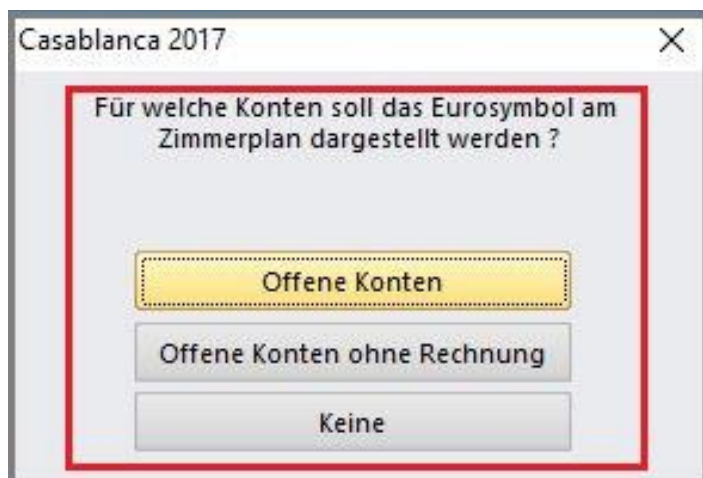 Casablanca 2017
Für welche Konten soll das Eurosymbol am
Zimmerplan dargestellt werden ?
Offene Konten
Offene Konten ohne Rechnung
Keine